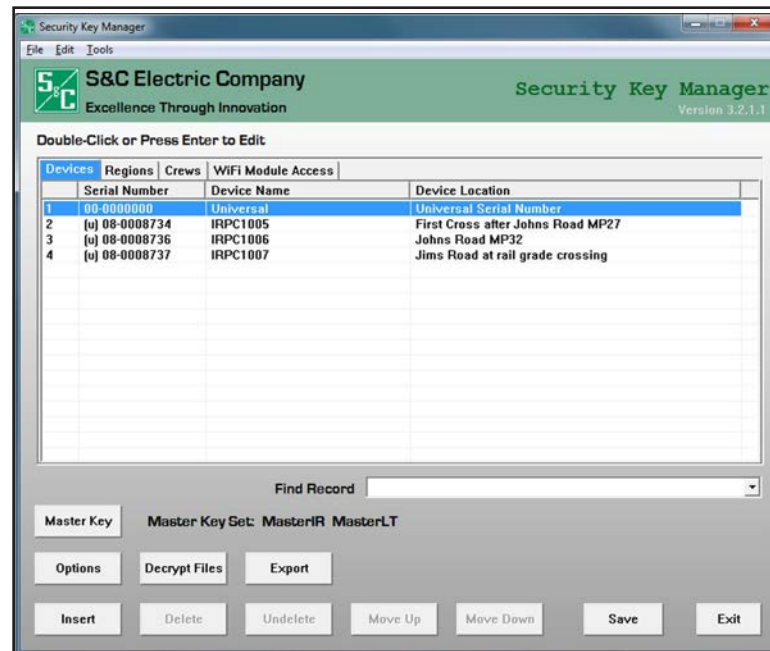 Security Key Manager
File Edit Tools
S&C
S&C Electric Company
Excellence Through Innovation
Security Key Manager
Version 3.2.1.1
Double-Click or Press Enter to Edit
Devices Regions Crews WiFi Module Access
Serial Number Device Name Device Location
1 00-0000000 Universal Universal Serial Number
2 (u) 08-0008734 IRPC1005 First Cross after Johns Road MP27
3 (u) 08-0008736 IRPC1006 Johns Road MP32
4 (u) 08-0008737 IRPC1007 Jims Road at rail grade crossing
Find Record
Master Key Master Key Set: MasterIR MasterLT
Options Decrypt Files Export
Insert Delete Undelete Move Up Move Down Save Exit